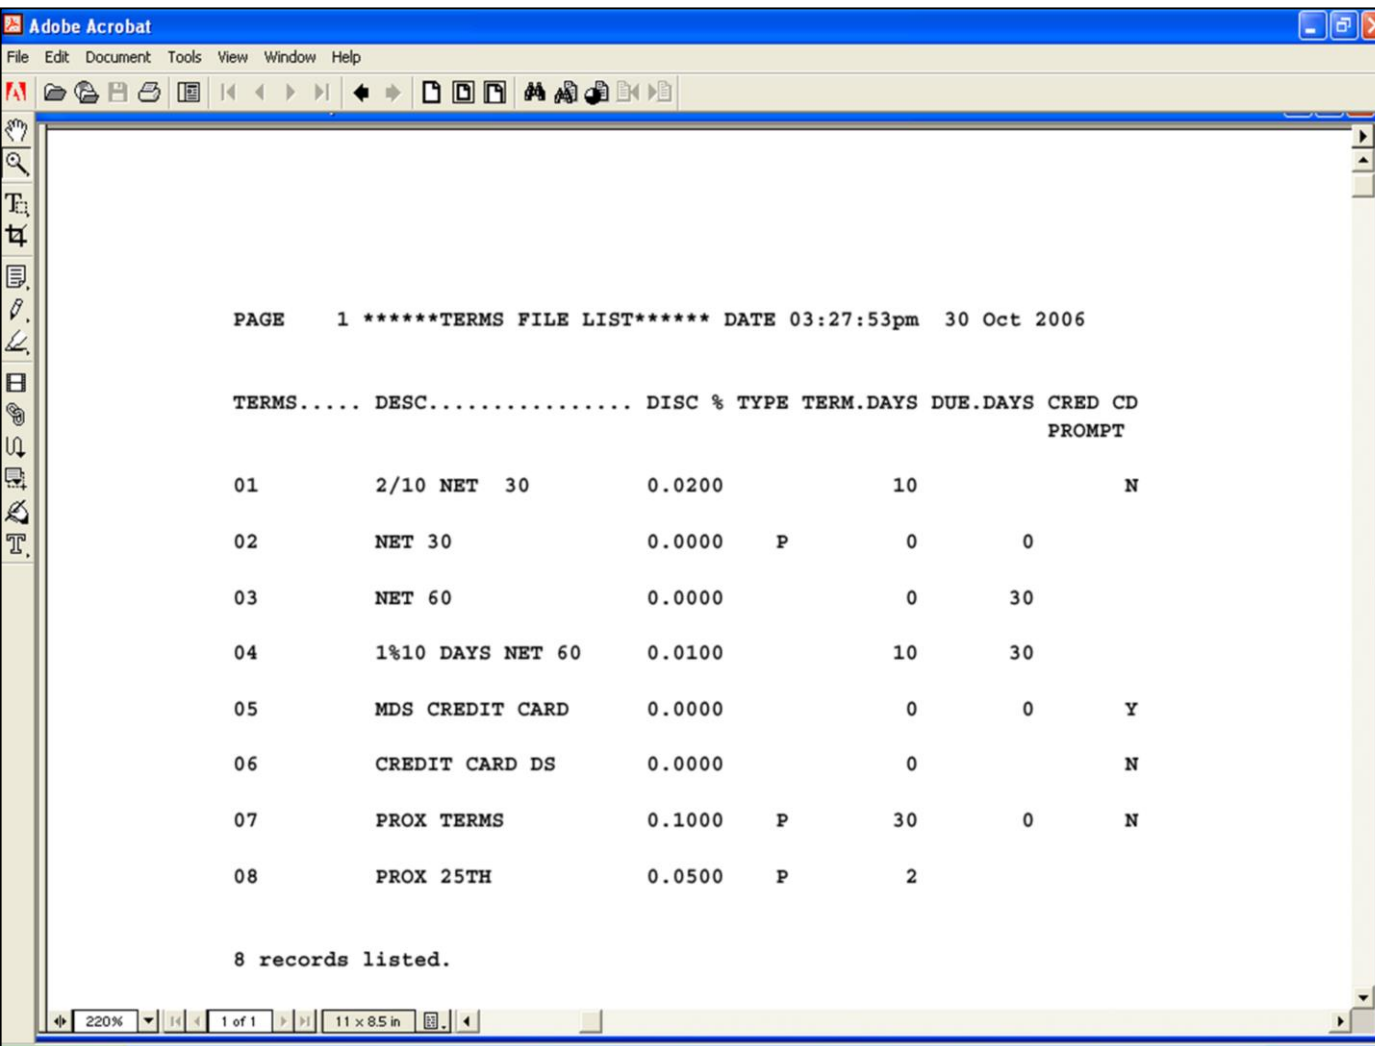 Adobe Acrobat
File Edit Document Tools View Window Help
PAGE 1 ******TERMS FILE LIST****** DATE 03:27:53pm 30 Oct 2006
TERMS..... DESC................ DISC % TYPE TERM.DAYS DUE.DAYS CRED CD
PROMPT
01 2/10 NET 30 0.0200 10 N
02 NET 30 0.0000 P 0 0
03 NET 60 0.0000 0 30
04 1%10 DAYS NET 60 0.0100 10 30
05 MDS CREDIT CARD 0.0000 0 0 Y
06 CREDIT CARD DS 0.0000 0 N
07 PROX TERMS 0.1000 P 30 0 N
08 PROX 25TH 0.0500 P 2
8 records listed.
220% 1 of 1 11 x 8.5 in